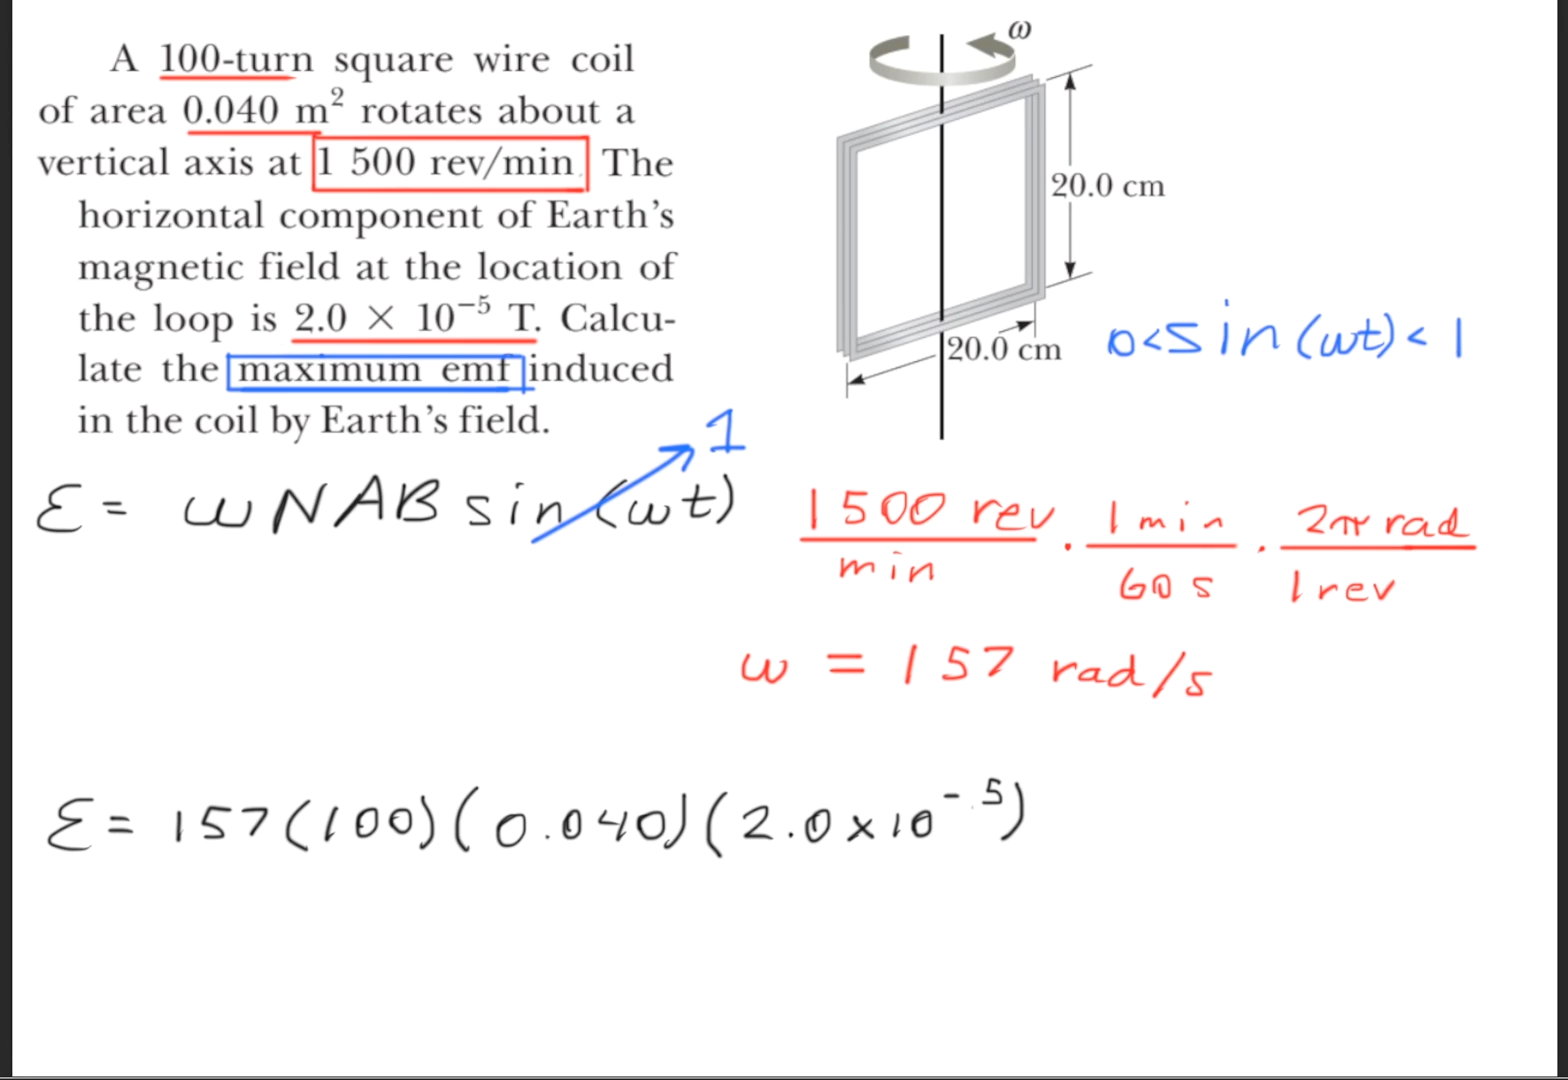 A 100-turn square wire coil
of area 0.040 m² rotates about a
vertical axis at 1 500 rev/min. The
horizontal component of Earth's
magnetic field at the location of
the loop is 2.0 × 10⁻⁵ T. Calcu-
late the maximum emf induced
in the coil by Earth's field.
ω
20.0 cm
20.0 cm
0<sin(ωt)<1
1
ε = ωNAB sin(ωt)
1500 rev/min · 1 min/60 s · 2π rad/1 rev
ω = 157 rad/s
ε = 157(100)(0.040)(2.0x10⁻⁵)